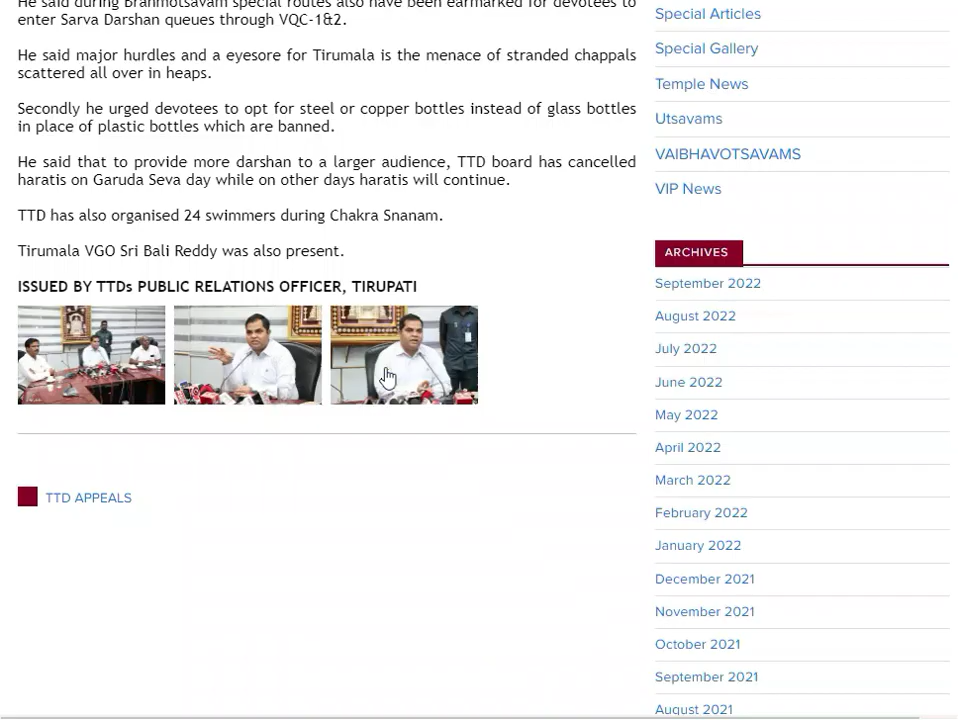 He said during Brahmotsavam special routes also have been earmarked for devotees to
enter Sarva Darshan queues through VQC-1&2.
He said major hurdles and a eyesore for Tirumala is the menace of stranded chappals
scattered all over in heaps.
Secondly he urged devotees to opt for steel or copper bottles instead of glass bottles
in place of plastic bottles which are banned.
He said that to provide more darshan to a larger audience, TTD board has cancelled
haratis on Garuda Seva day while on other days haratis will continue.
TTD has also organised 24 swimmers during Chakra Snanam.
Tirumala VGO Sri Bali Reddy was also present.
ISSUED BY TTDs PUBLIC RELATIONS OFFICER, TIRUPATI
TTD APPEALS
Special Articles
Special Gallery
Temple News
Utsavams
VAIBHAVOTSAVAMS
VIP News
ARCHIVES
September 2022
August 2022
July 2022
June 2022
May 2022
April 2022
March 2022
February 2022
January 2022
December 2021
November 2021
October 2021
September 2021
August 2021